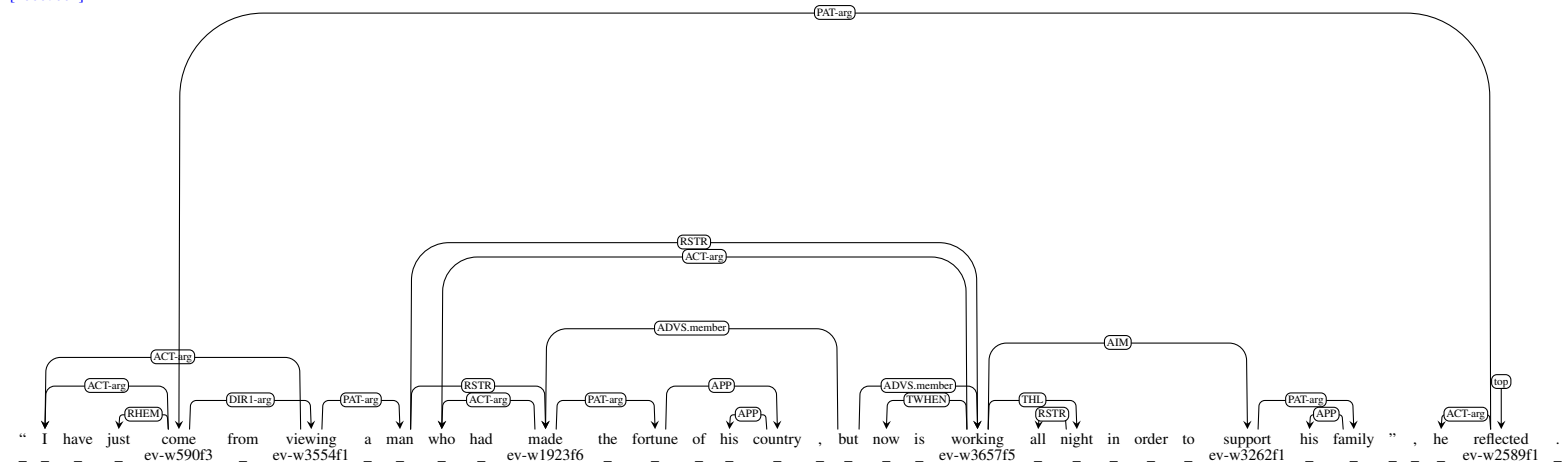 PAT-arg
RSTR
ACT-arg
ADVS.member
AIM
ACT-arg
top
ACT-arg RSTR APP ADVS.member
DIR1-arg PAT-arg ACT-arg PAT-arg TWHEN THL PAT-arg
RHEM APP RSTR APP ACT-arg
“ I have just come from viewing a man who had made the fortune of his country , but now is working all night in order to support his family ” , he reflected .
_ _ _ _ ev-w590f3 _ ev-w3554f1 _ _ _ _ ev-w1923f6 _ _ _ _ _ _ _ _ _ ev-w3657f5 _ _ _ _ _ ev-w3262f1 _ _ _ _ _ ev-w2589f1 _